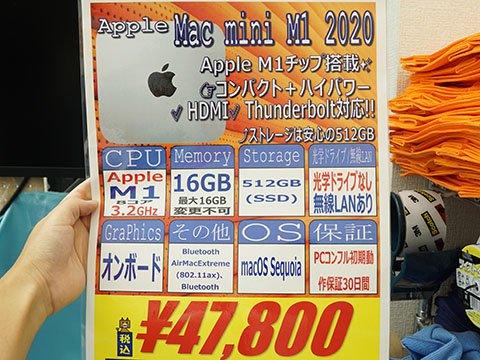 Apple Mac mini M1 2020
Apple M1チップ搭載
コンパクト+ハイパワー
HDMI Thunderbolt対応!!
ストレージは安心の512GB
CPU
Apple
M1
8コア
3.2GHz
Memory
16GB
最大16GB
変更不可
Storage
512GB
(SSD)
光学ドライブ/無線LAN
光学ドライブなし
無線LANあり
GraPhics
オンボード
その他
Bluetooth
AirMacExtreme
(802.11ax)、
Bluetooth
OS
macOS Sequoia
保証
PCコンフル初期動
作保証30日間
税込
¥47,800